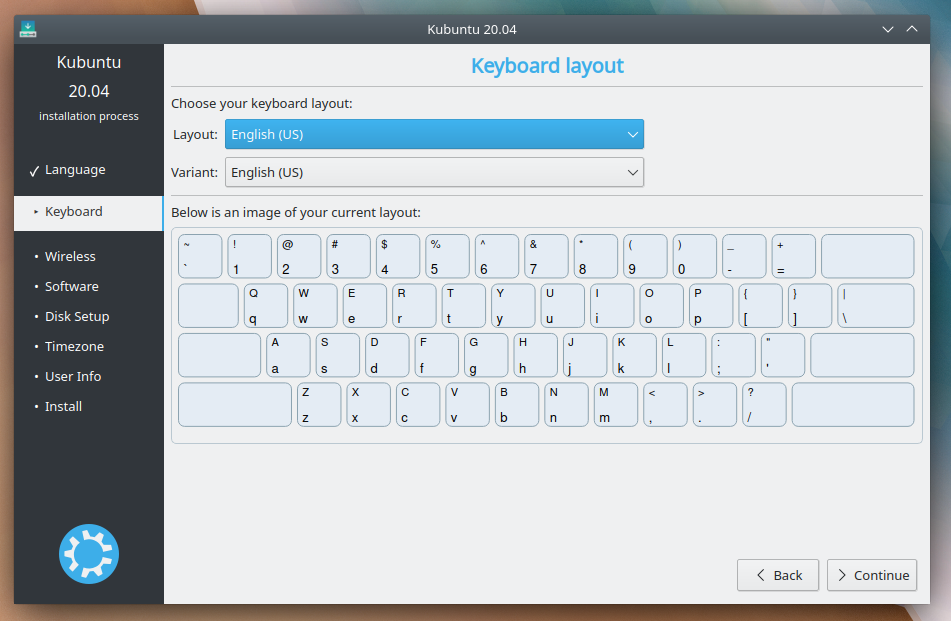 Kubuntu 20.04
Kubuntu
20.04
installation process
Language
Keyboard
Wireless
Software
Disk Setup
Timezone
User Info
Install
Keyboard layout
Choose your keyboard layout:
Layout: English (US)
Variant: English (US)
Below is an image of your current layout:
~ ! @ # $ % ^ & * ( ) _ +
` 1 2 3 4 5 6 7 8 9 0 - =
Q W E R T Y U I O P { } |
q w e r t y u i o p [ ] \
A S D F G H J K L : "
a s d f g h j k l ; '
Z X C V B N M < > ?
z x c v b n m , . /
Back Continue